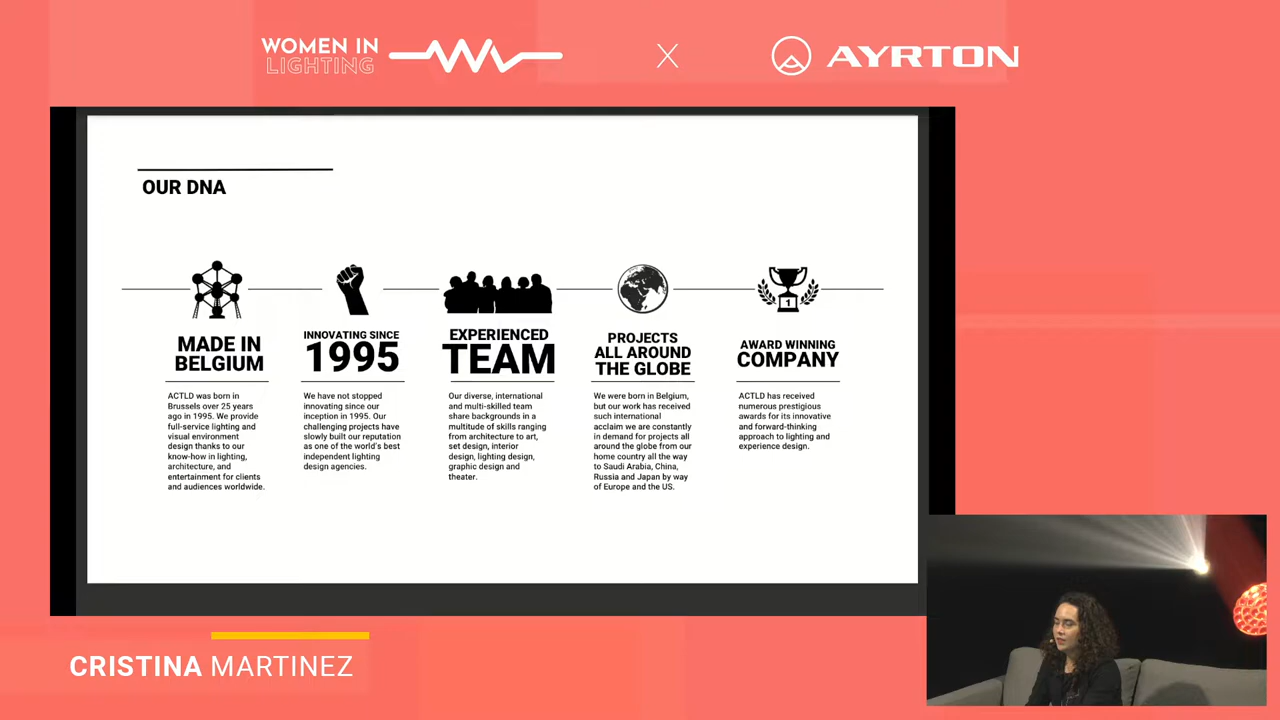 WOMEN IN
LIGHTING
X
AYRTON
OUR DNA
MADE IN
BELGIUM
ACTLD was born in
Brussels over 25 years
ago in 1995. We provide
full-service lighting and
visual environment
design thanks to our
know-how in lighting,
architecture, and
entertainment for clients
and audiences worldwide.
INNOVATING SINCE
1995
We have not stopped
innovating since our
inception in 1995. Our
challenging projects have
slowly built our reputation
as one of the world's best
independent lighting
design agencies.
EXPERIENCED
TEAM
Our diverse, international
and multi-skilled team
share backgrounds in a
multitude of skills ranging
from architecture to art,
set design, interior
design, lighting design,
graphic design and
theater.
PROJECTS
ALL AROUND
THE GLOBE
We were born in Belgium,
but our work has received
such international
acclaim we are constantly
in demand for projects all
around the globe from our
home country all the way
to Saudi Arabia, China,
Russia and Japan by way
of Europe and the US.
1
AWARD WINNING
COMPANY
ACTLD has received
numerous prestigious
awards for its innovative
and forward-thinking
approach to lighting and
experience design.
CRISTINA MARTINEZ